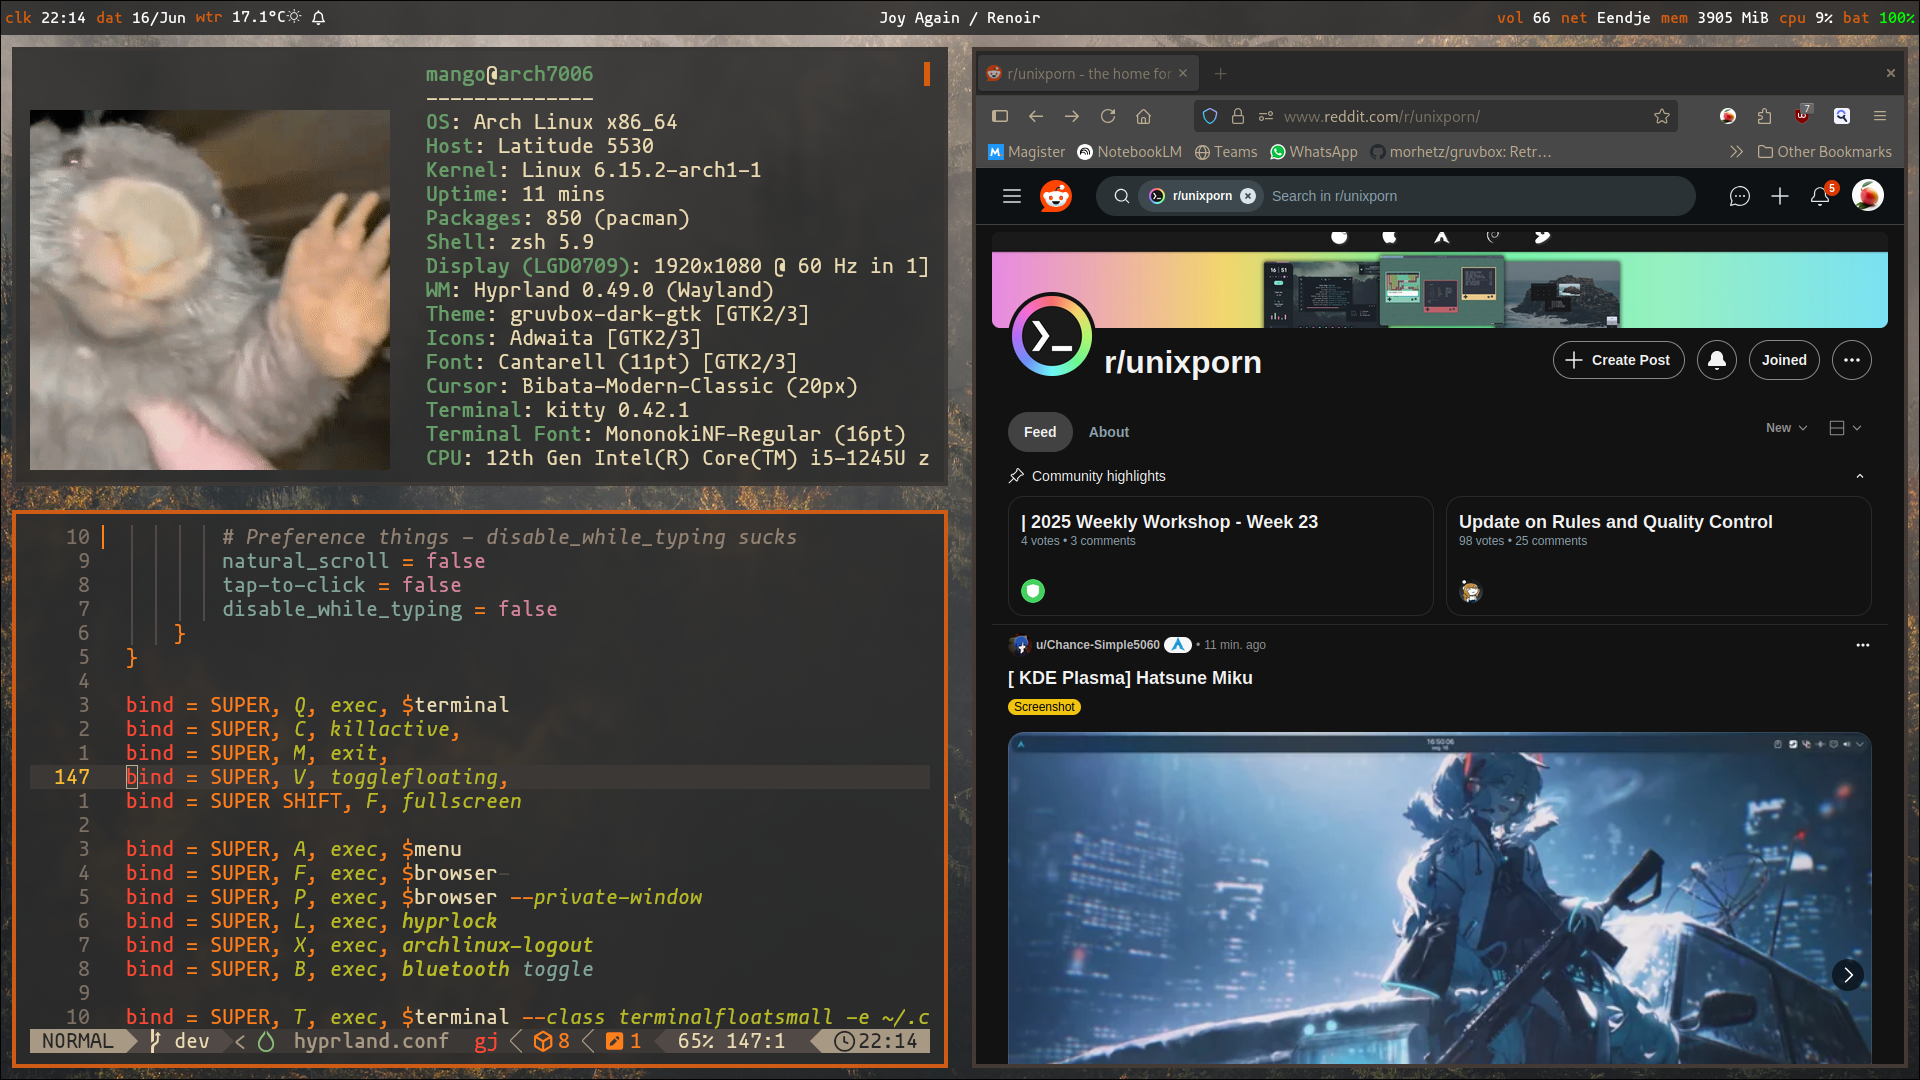 clk 22:14 dat 16/Jun wtr 17.1°C
Joy Again / Renoir
vol 66 net Eendje mem 3905 MiB cpu 9% bat 100%
mango@arch7006
--------------
OS: Arch Linux x86_64
Host: Latitude 5530
Kernel: Linux 6.15.2-arch1-1
Uptime: 11 mins
Packages: 850 (pacman)
Shell: zsh 5.9
Display (LGD0709): 1920x1080 @ 60 Hz in 1]
WM: Hyprland 0.49.0 (Wayland)
Theme: gruvbox-dark-gtk [GTK2/3]
Icons: Adwaita [GTK2/3]
Font: Cantarell (11pt) [GTK2/3]
Cursor: Bibata-Modern-Classic (20px)
Terminal: kitty 0.42.1
Terminal Font: MononokiNF-Regular (16pt)
CPU: 12th Gen Intel(R) Core(TM) i5-1245U z
10 # Preference things - disable_while_typing sucks
9 natural_scroll = false
8 tap-to-click = false
7 disable_while_typing = false
6 }
5 }
4
3 bind = SUPER, Q, exec, $terminal
2 bind = SUPER, C, killactive,
1 bind = SUPER, M, exit,
147 bind = SUPER, V, togglefloating,
1 bind = SUPER SHIFT, F, fullscreen
2
3 bind = SUPER, A, exec, $menu
4 bind = SUPER, F, exec, $browser-
5 bind = SUPER, P, exec, $browser --private-window
6 bind = SUPER, L, exec, hyprlock
7 bind = SUPER, X, exec, archlinux-logout
8 bind = SUPER, B, exec, bluetooth toggle
9
10 bind = SUPER, T, exec, $terminal --class terminalfloatsmall -e ~/.c
NORMAL dev < hyprland.conf gj 8 1 65% 147:1 22:14
r/unixporn - the home for
www.reddit.com/r/unixporn/
7
Magister NotebookLM Teams WhatsApp morhetz/gruvbox: Retr… Other Bookmarks
r/unixporn Search in r/unixporn
5
r/unixporn
Create Post Joined
Feed About
New
Community highlights
| 2025 Weekly Workshop - Week 23
4 votes • 3 comments
Update on Rules and Quality Control
98 votes • 25 comments
u/Chance-Simple5060 • 11 min. ago
[ KDE Plasma] Hatsune Miku
Screenshot
16:50:06